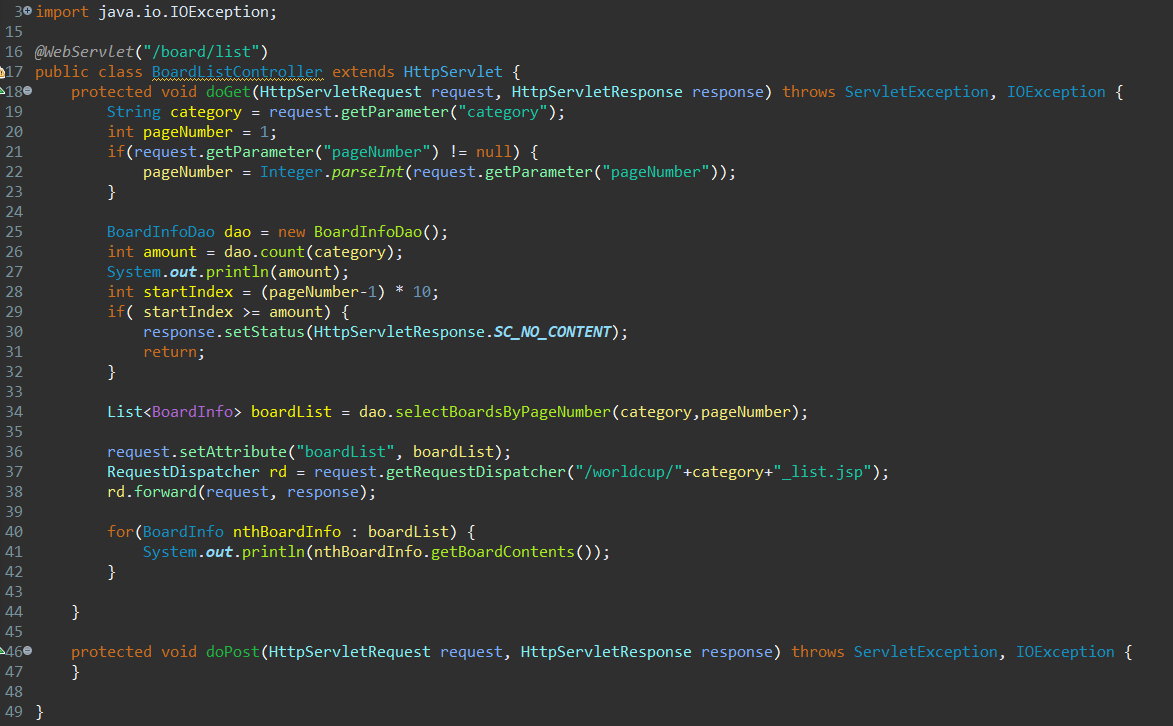 3 import java.io.IOException;
15
16 @WebServlet("/board/list")
17 public class BoardListController extends HttpServlet {
18 protected void doGet(HttpServletRequest request, HttpServletResponse response) throws ServletException, IOException {
19 String category = request.getParameter("category");
20 int pageNumber = 1;
21 if(request.getParameter("pageNumber") != null) {
22 pageNumber = Integer.parseInt(request.getParameter("pageNumber"));
23 }
24
25 BoardInfoDao dao = new BoardInfoDao();
26 int amount = dao.count(category);
27 System.out.println(amount);
28 int startIndex = (pageNumber-1) * 10;
29 if( startIndex >= amount) {
30 response.setStatus(HttpServletResponse.SC_NO_CONTENT);
31 return;
32 }
33
34 List<BoardInfo> boardList = dao.selectBoardsByPageNumber(category,pageNumber);
35
36 request.setAttribute("boardList", boardList);
37 RequestDispatcher rd = request.getRequestDispatcher("/worldcup/"+category+"_list.jsp");
38 rd.forward(request, response);
39
40 for(BoardInfo nthBoardInfo : boardList) {
41 System.out.println(nthBoardInfo.getBoardContents());
42 }
43
44 }
45
46 protected void doPost(HttpServletRequest request, HttpServletResponse response) throws ServletException, IOException {
47 }
48
49 }